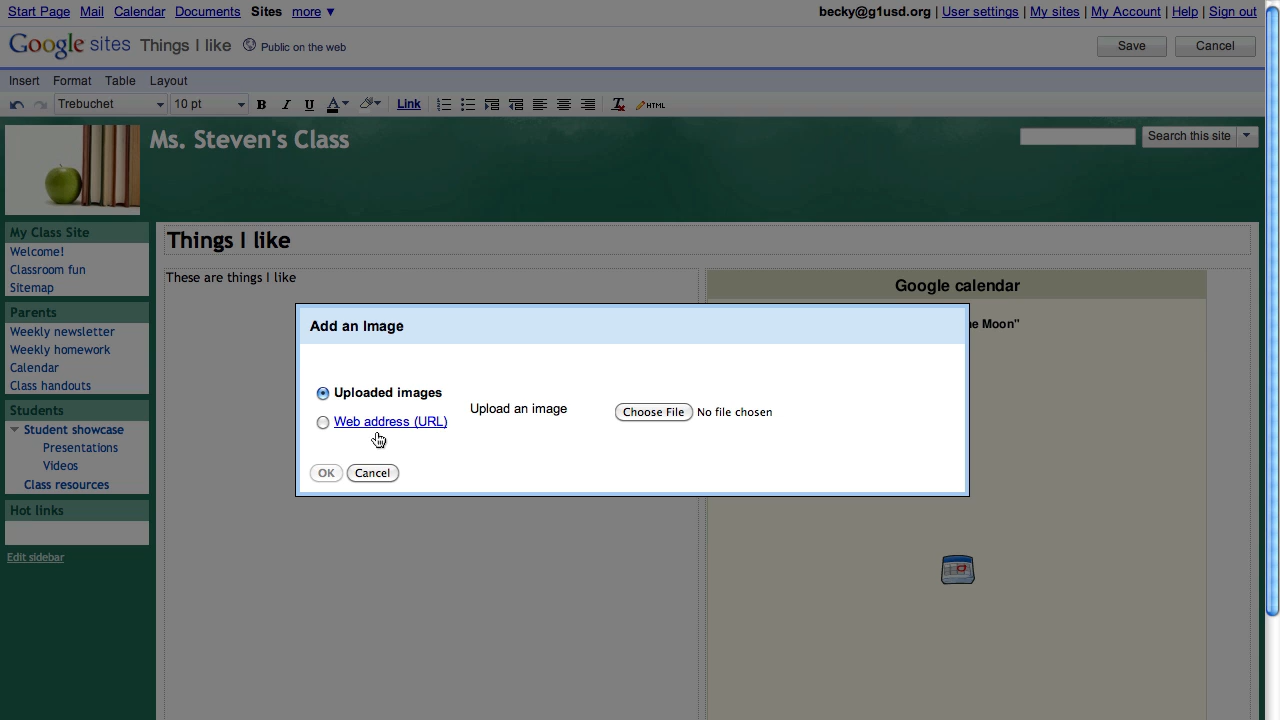 Start Page Mail Calendar Documents Sites more ▼ becky@g1usd.org | User settings | My sites | My Account | Help | Sign out
Google sites Things I like Public on the web Save Cancel
Insert Format Table Layout
Trebuchet 10 pt B I U A Link HTML
Ms. Steven's Class Search this site
My Class Site
Welcome!
Classroom fun
Sitemap
Parents
Weekly newsletter
Weekly homework
Calendar
Class handouts
Students
Student showcase
Presentations
Videos
Class resources
Hot links
Edit sidebar
Things I like
These are things I like
Google calendar
Moon"
Add an Image
Uploaded images
Web address (URL)
Upload an image Choose File No file chosen
OK Cancel